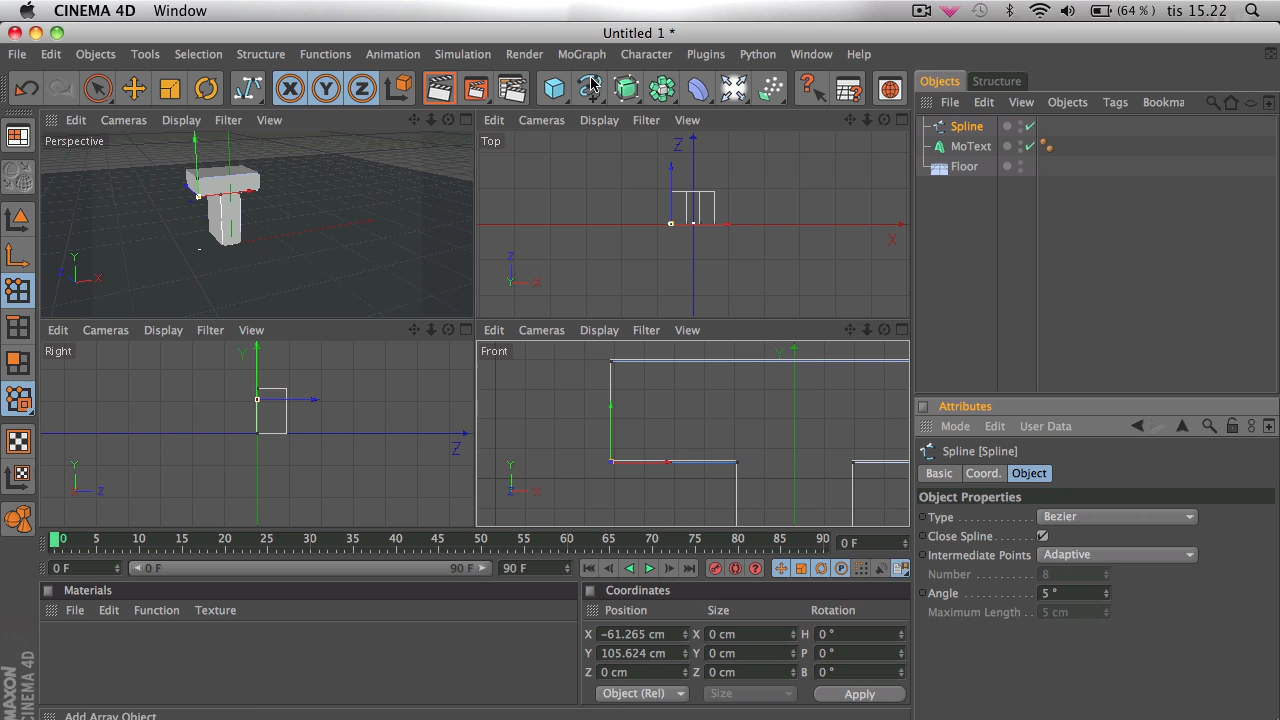 CINEMA 4D Window (64 %) tis 15.22
Untitled 1 *
File Edit Objects Tools Selection Structure Functions Animation Simulation Render MoGraph Character Plugins Python Window Help
Objects Structure
File Edit View Objects Tags Bookma
Edit Cameras Display Filter View
Perspective
Y
X
Edit Cameras Display Filter View
Top
Z
X
Z
Y X
Spline
MoText
Floor
Edit Cameras Display Filter View
Right
Y
Z
Y
X Z
Edit Cameras Display Filter View
Front
Y
Y
X
Attributes
Mode Edit User Data
Spline [Spline]
Basic Coord. Object
Object Properties
Type Bezier
Close Spline
Intermediate Points Adaptive
Number 8
Angle 5 °
Maximum Length 5 cm
0 5 10 15 20 25 30 35 40 45 50 55 60 65 70 75 80 85 90 0 F
0 F 0 F 90 F 90 F
Materials
File Edit Function Texture
Coordinates
Position Size Rotation
X -61.265 cm X 0 cm H 0 °
Y 105.624 cm Y 0 cm P 0 °
Z 0 cm Z 0 cm B 0 °
Object (Rel) Size Apply
MAXON
CINEMA 4D
Add Array Object